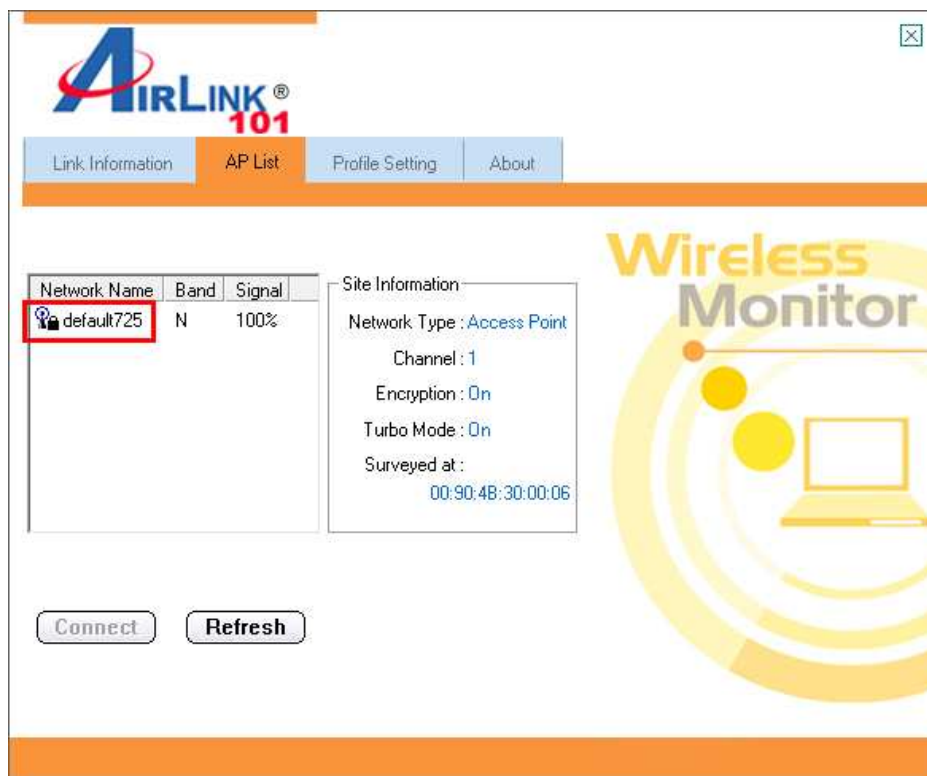 AIRLINK ®
101
Link Information AP List Profile Setting About
Wireless
Monitor
Network Name Band Signal
default725 N 100%
Site Information
Network Type : Access Point
Channel : 1
Encryption : On
Turbo Mode : On
Surveyed at :
00:90:4B:30:00:06
Connect Refresh